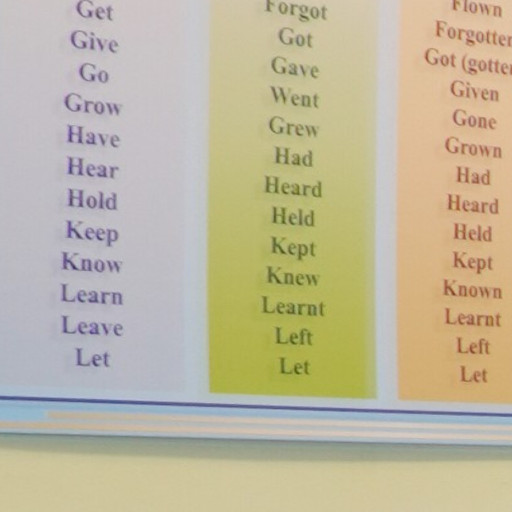 Forgot Flown
Get Got Forgotten
Give Gave Got (gotten
Go Went Given
Grow Grew Gone
Have Had Grown
Hear Heard Had
Hold Held Heard
Keep Kept Held
Know Knew Kept
Learn Learnt Known
Leave Left Learnt
Let Let Left
Let